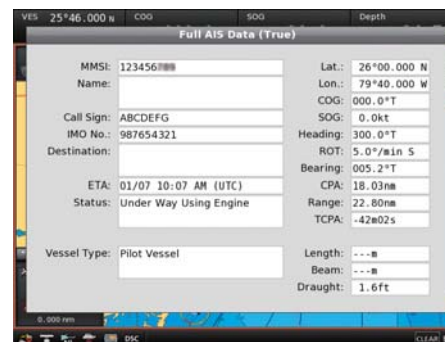 VES 25°46.000 N COG SOG Depth
Full AIS Data (True)
MMSI: 123456
Name:
Call Sign: ABCDEFG
IMO No.: 987654321
Destination:
ETA: 01/07 10:07 AM (UTC)
Status: Under Way Using Engine
Vessel Type: Pilot Vessel
Lat.: 26°00.000 N
Lon.: 79°40.000 W
COG: 000.0°T
SOG: 0.0kt
Heading: 300.0°T
ROT: 5.0°/min S
Bearing: 005.2°T
CPA: 18.03nm
Range: 22.80nm
TCPA: -42m02s
Length: ---m
Beam: ---m
Draught: 1.6ft
0.000 nm
DSC CLEAR